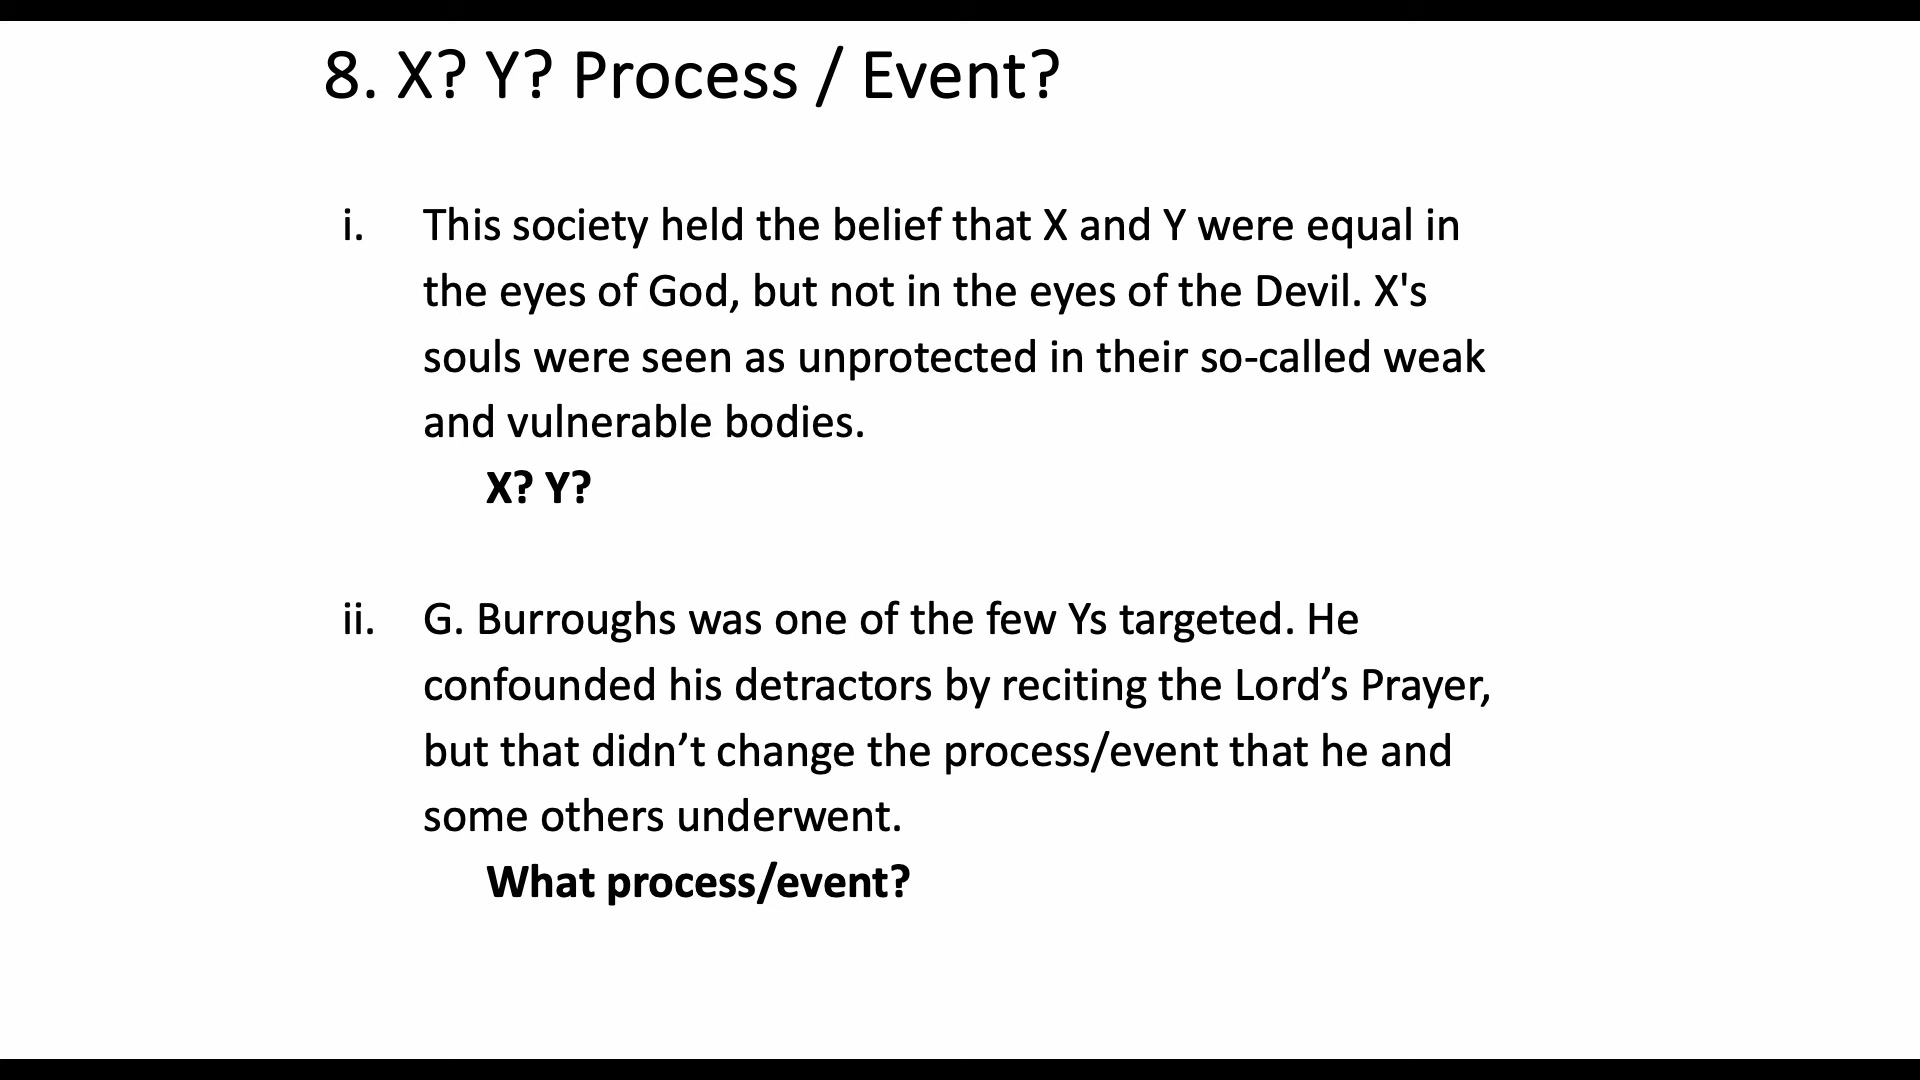 8. X? Y? Process / Event?
i. This society held the belief that X and Y were equal in
the eyes of God, but not in the eyes of the Devil. X's
souls were seen as unprotected in their so-called weak
and vulnerable bodies.
X? Y?
ii. G. Burroughs was one of the few Ys targeted. He
confounded his detractors by reciting the Lord’s Prayer,
but that didn’t change the process/event that he and
some others underwent.
What process/event?